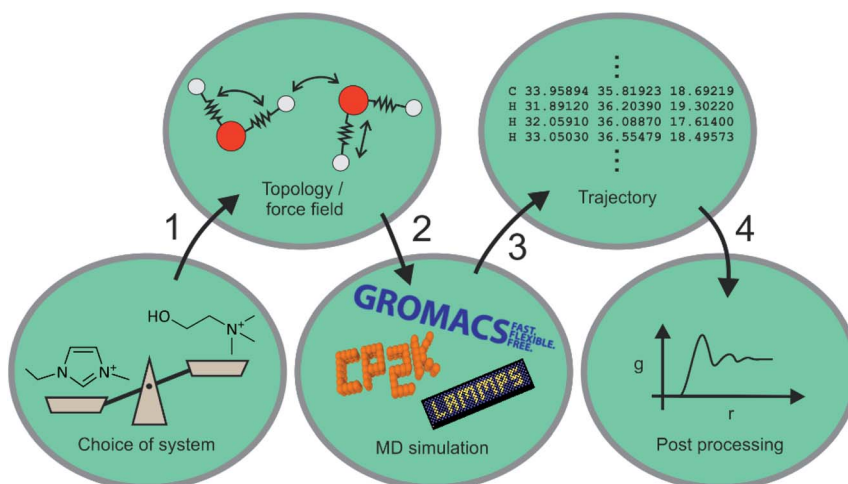 C 33.95894 35.81923 18.69219
H 31.89120 36.20390 19.30220
H 32.05910 36.08870 17.61400
H 33.05030 36.55479 18.49573
Topology /
force field
Trajectory
1
2
3
4
HO
N+
N
N+
Choice of system
GROMACS
FAST.
FLEXIBLE.
FREE.
CP2K
LAMMPS
MD simulation
g
r
Post processing